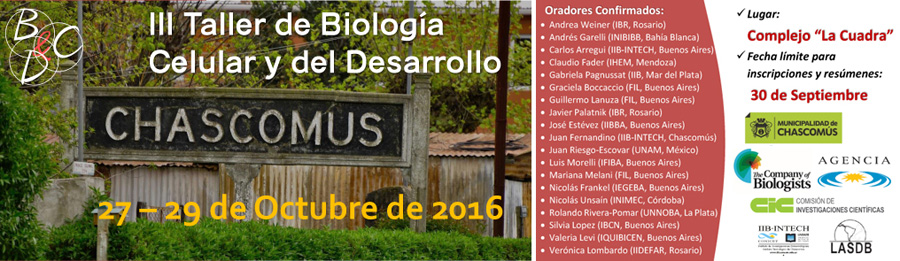 B&C
DB
III Taller de Biología
Celular y del Desarrollo
CHASCOMÚS
27 – 29 de Octubre de 2016
Oradores Confirmados:
Andrea Weiner (IBR, Rosario)
Andrés Garelli (INIBIBB, Bahía Blanca)
Carlos Arregui (IIB-INTECH, Buenos Aires)
Claudio Fader (IHEM, Mendoza)
Gabriela Pagnussat (IIB, Mar del Plata)
Graciela Boccaccio (FIL, Buenos Aires)
Guillermo Lanuza (FIL, Buenos Aires)
Javier Palatnik (IBR, Rosario)
José Estévez (IIBBA, Buenos Aires)
Juan Fernandino (IIB-INTECH, Chascomús)
Juan Riesgo-Escovar (UNAM, México)
Luis Morelli (IFIBA, Buenos Aires)
Mariana Melani (FIL, Buenos Aires)
Nicolás Frankel (IEGEBA, Buenos Aires)
Nicolás Unsaín (INIMEC, Córdoba)
Rolando Rivera-Pomar (UNNOBA, La Plata)
Silvia Lopez (IBCN, Buenos Aires)
Valeria Levi (IQUIBICEN, Buenos Aires)
Verónica Lombardo (IIDEFAR, Rosario)
✓ Lugar:
Complejo “La Cuadra”
✓ Fecha límite para
inscripciones y resúmenes:
30 de Septiembre
MUNICIPALIDAD DE
CHASCOMÚS
The Company of
Biologists
AGENCIA
CIC COMISIÓN DE
INVESTIGACIONES CIENTÍFICAS
IIB-INTECH
LASDB